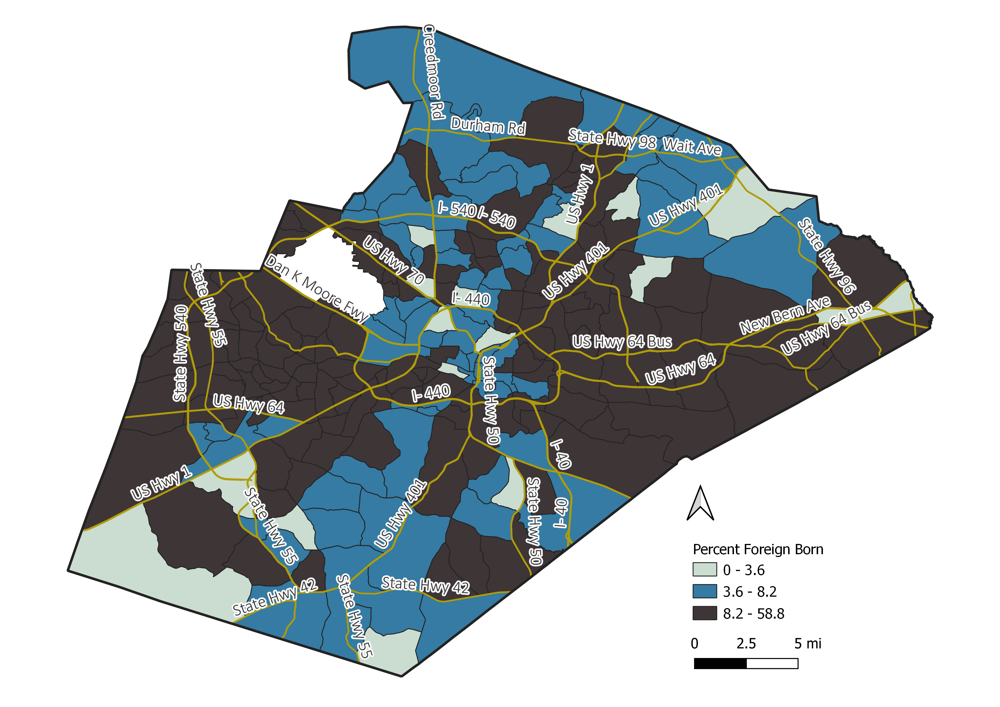 Creedmoor Rd
Durham Rd
State Hwy 98
Wait Ave
US Hwy 1
I- 540
I- 540
US Hwy 401
State Hwy 96
US Hwy 70
US Hwy 401
Dan K Moore Fwy
State Hwy 55
I- 440
State Hwy 540
New Bern Ave
US Hwy 64 Bus
US Hwy 64 Bus
State Hwy 50
US Hwy 64
I- 440
US Hwy 64
I- 40
US Hwy 1
State Hwy 55
US Hwy 401
State Hwy 50
I- 40
State Hwy 42
State Hwy 42
State Hwy 55
Percent Foreign Born
0 - 3.6
3.6 - 8.2
8.2 - 58.8
0 2.5 5 mi